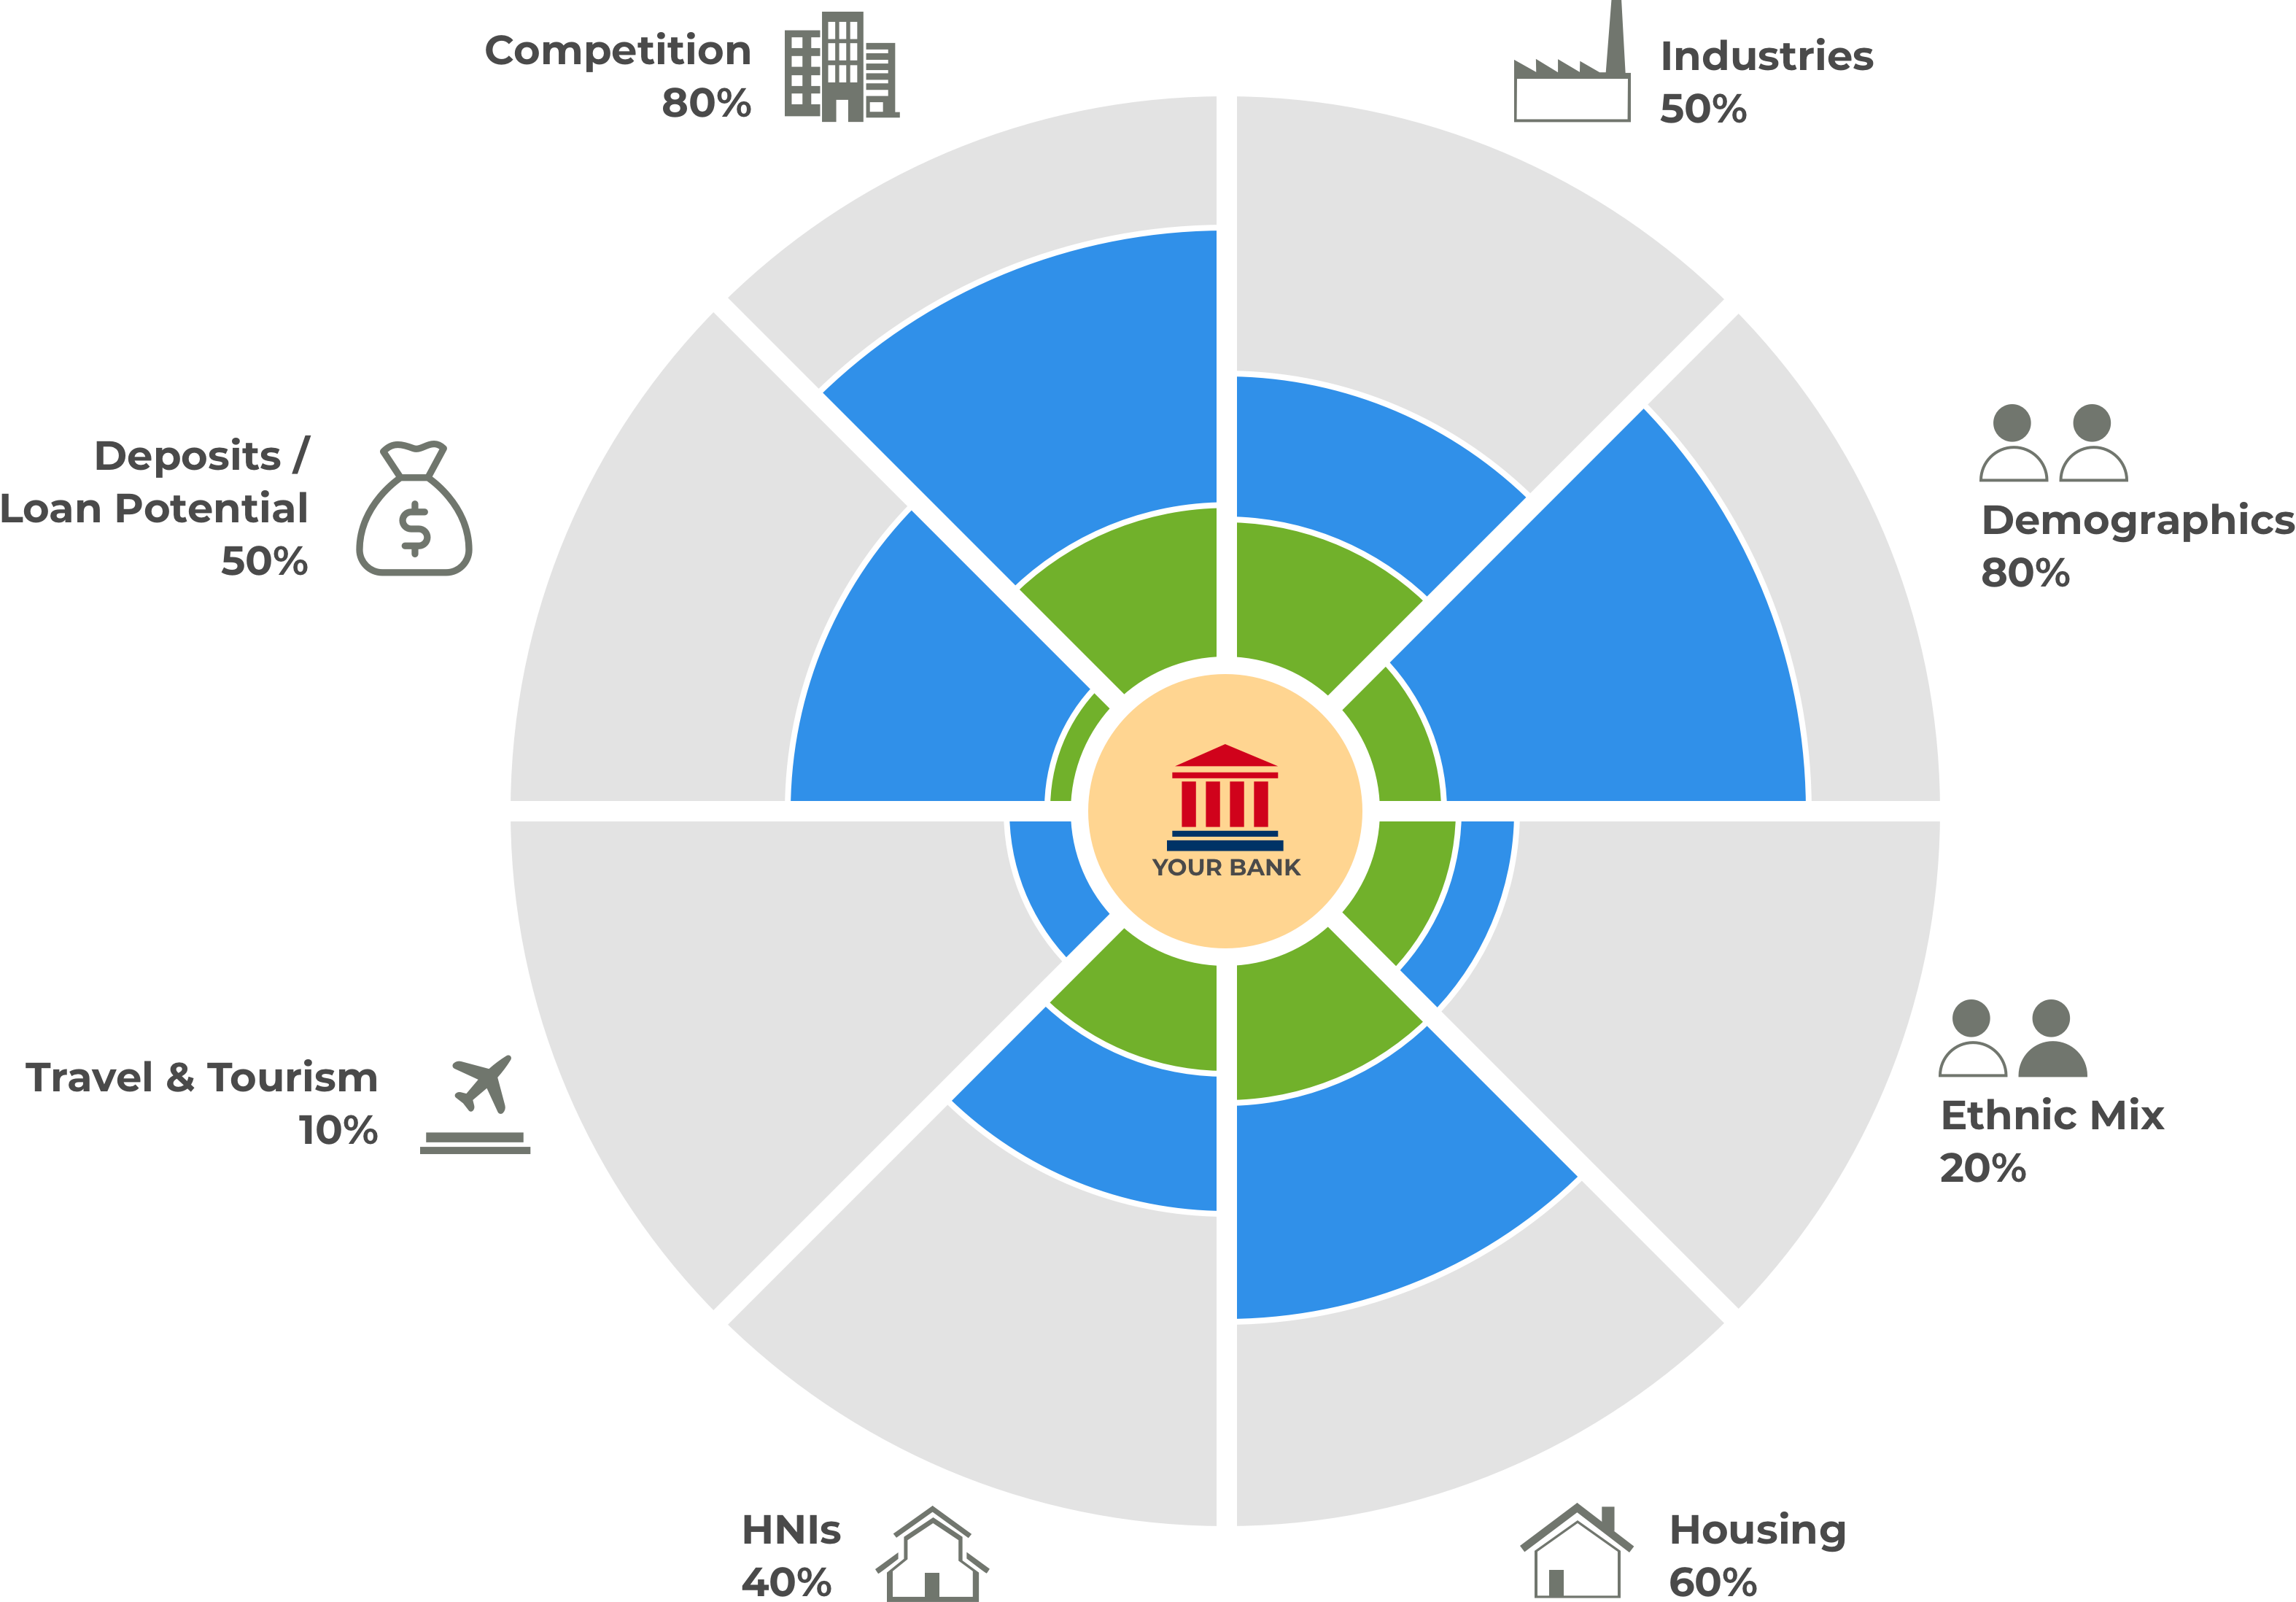 Competition
80%
Industries
50%
Deposits /
Loan Potential
50%
Demographics
80%
YOUR BANK
Travel & Tourism
10%
Ethnic Mix
20%
HNIs
40%
Housing
60%